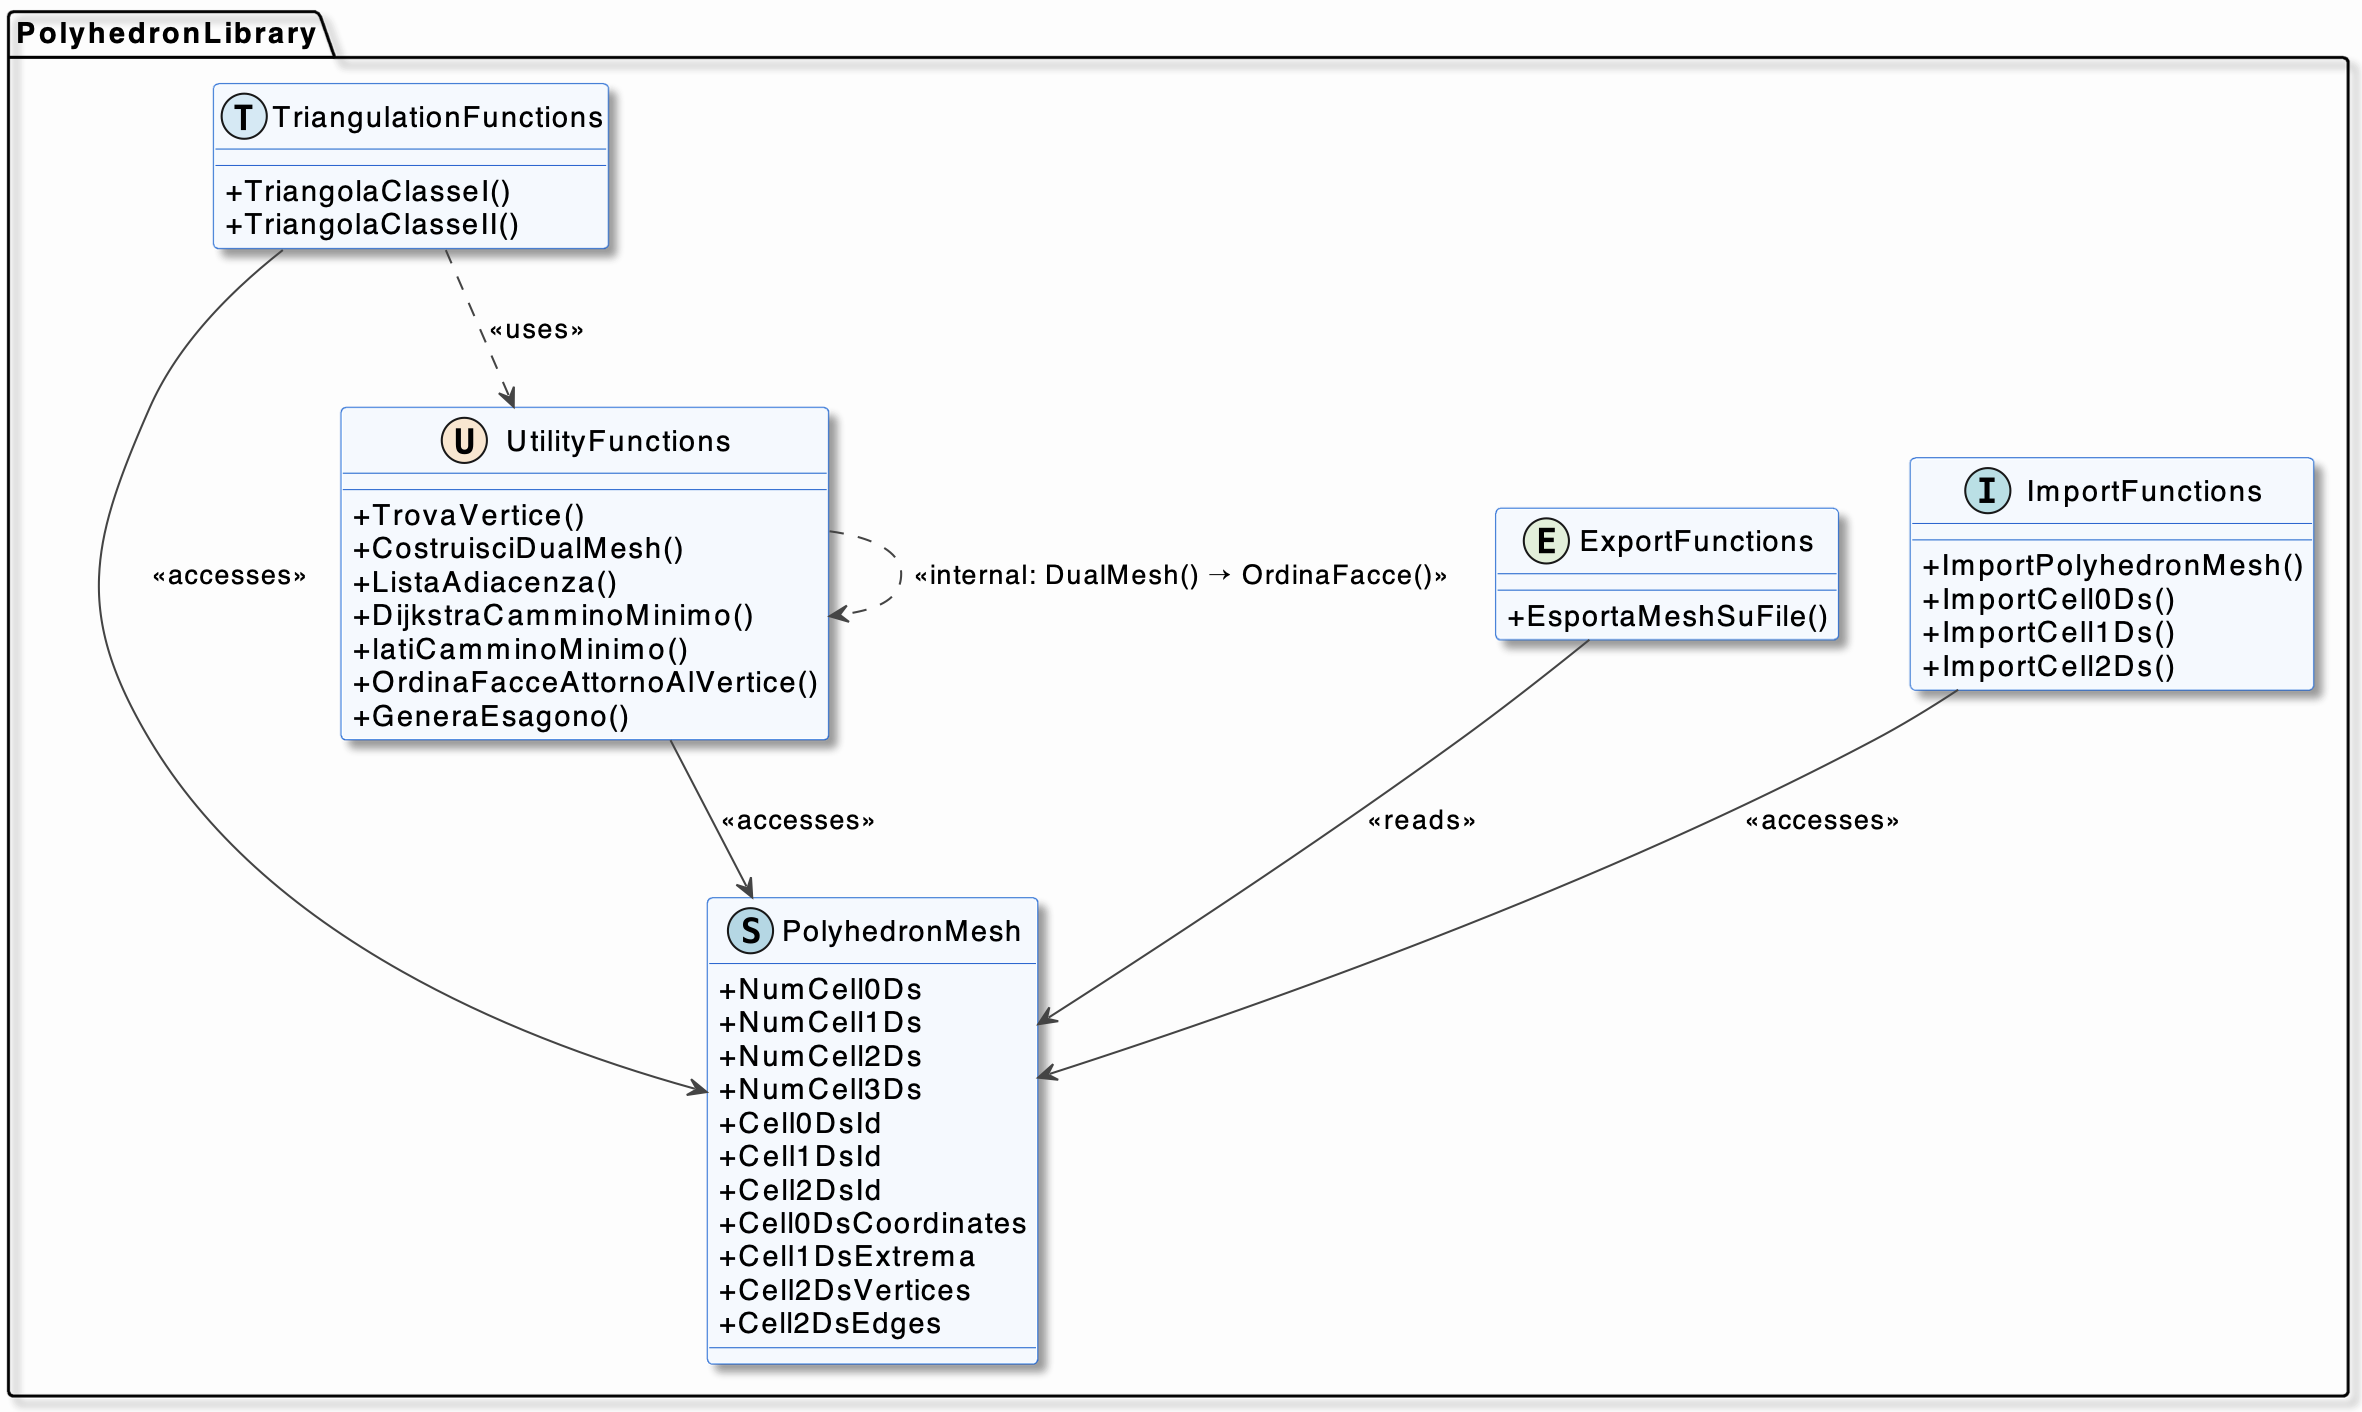 PolyhedronLibrary
T TriangulationFunctions
+TriangolaClasseI()
+TriangolaClasseII()
«uses»
«accesses»
U UtilityFunctions
+TrovaVertice()
+CostruisciDualMesh()
+ListaAdiacenza()
+DijkstraCamminoMinimo()
+latiCamminoMinimo()
+OrdinaFacceAttornoAlVertice()
+GeneraEsagono()
«internal: DualMesh() → OrdinaFacce()»
E ExportFunctions
+EsportaMeshSuFile()
I ImportFunctions
+ImportPolyhedronMesh()
+ImportCell0Ds()
+ImportCell1Ds()
+ImportCell2Ds()
«accesses»
«reads»
«accesses»
S PolyhedronMesh
+NumCell0Ds
+NumCell1Ds
+NumCell2Ds
+NumCell3Ds
+Cell0DsId
+Cell1DsId
+Cell2DsId
+Cell0DsCoordinates
+Cell1DsExtrema
+Cell2DsVertices
+Cell2DsEdges